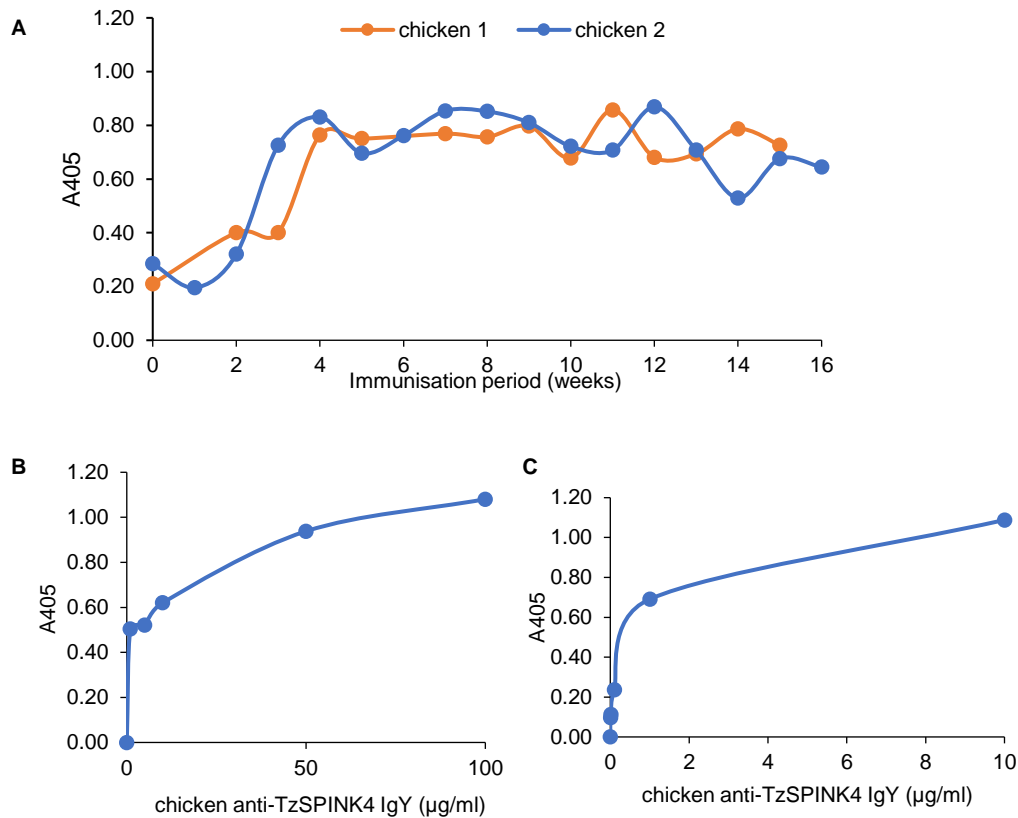 A
chicken 1
chicken 2
1.20
1.00
0.80
0.60
0.40
0.20
0.00
A405
0 2 4 6 8 10 12 14 16
Immunisation period (weeks)
B
1.20
1.00
0.80
0.60
0.40
0.20
0.00
A405
0 50 100
chicken anti-TzSPINK4 IgY (µg/ml)
C
1.20
1.00
0.80
0.60
0.40
0.20
0.00
A405
0 2 4 6 8 10
chicken anti-TzSPINK4 IgY (µg/ml)